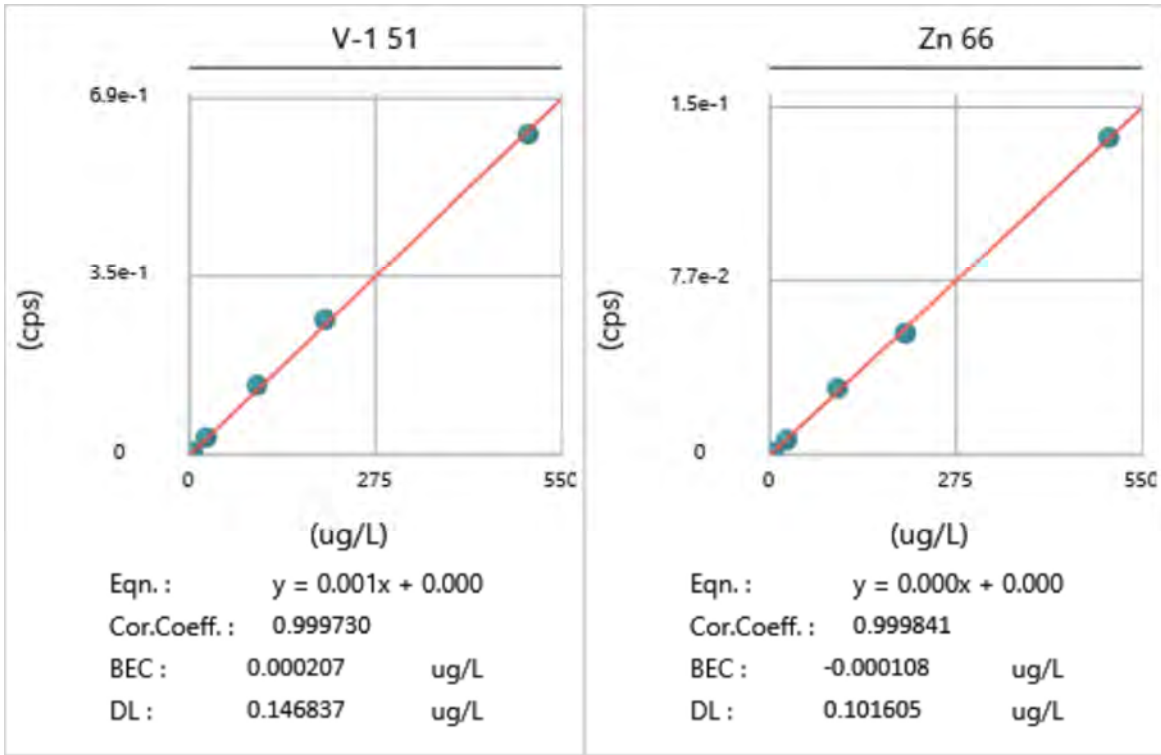 V-1 51
6.9e-1
3.5e-1
0
(cps)
0 275 550
(ug/L)
Eqn. : y = 0.001x + 0.000
Cor.Coeff. : 0.999730
BEC : 0.000207 ug/L
DL : 0.146837 ug/L
Zn 66
1.5e-1
7.7e-2
0
(cps)
0 275 550
(ug/L)
Eqn. : y = 0.000x + 0.000
Cor.Coeff. : 0.999841
BEC : -0.000108 ug/L
DL : 0.101605 ug/L